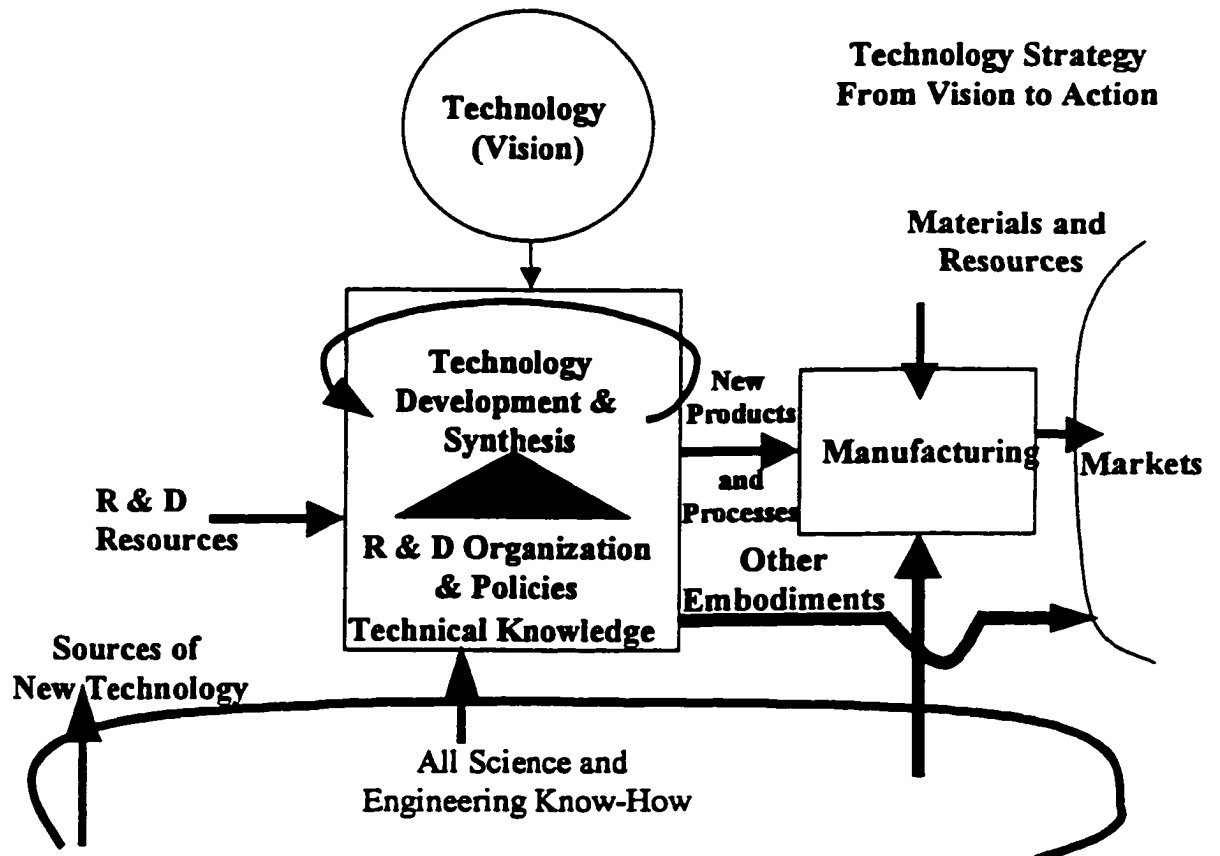 Technology
(Vision)
Technology Strategy
From Vision to Action
Materials and
Resources
Technology
Development &
Synthesis
New
Products
and
Processes
Manufacturing
Markets
R & D
Resources
R & D Organization
& Policies
Technical Knowledge
Other
Embodiments
Sources of
New Technology
All Science and
Engineering Know-How